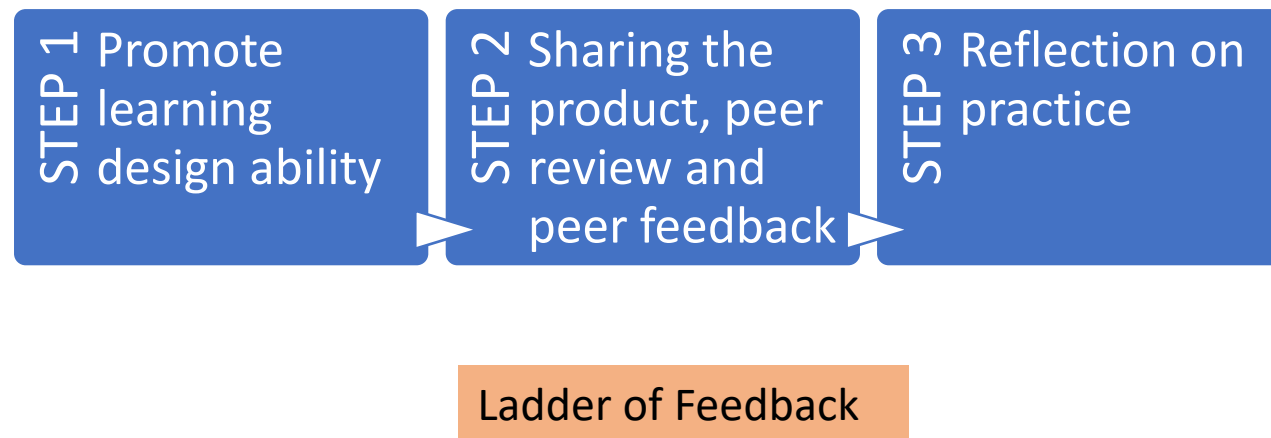 STEP 1
Promote
learning
design ability
STEP 2
Sharing the
product, peer
review and
peer feedback
STEP 3
Reflection on
practice
Ladder of Feedback